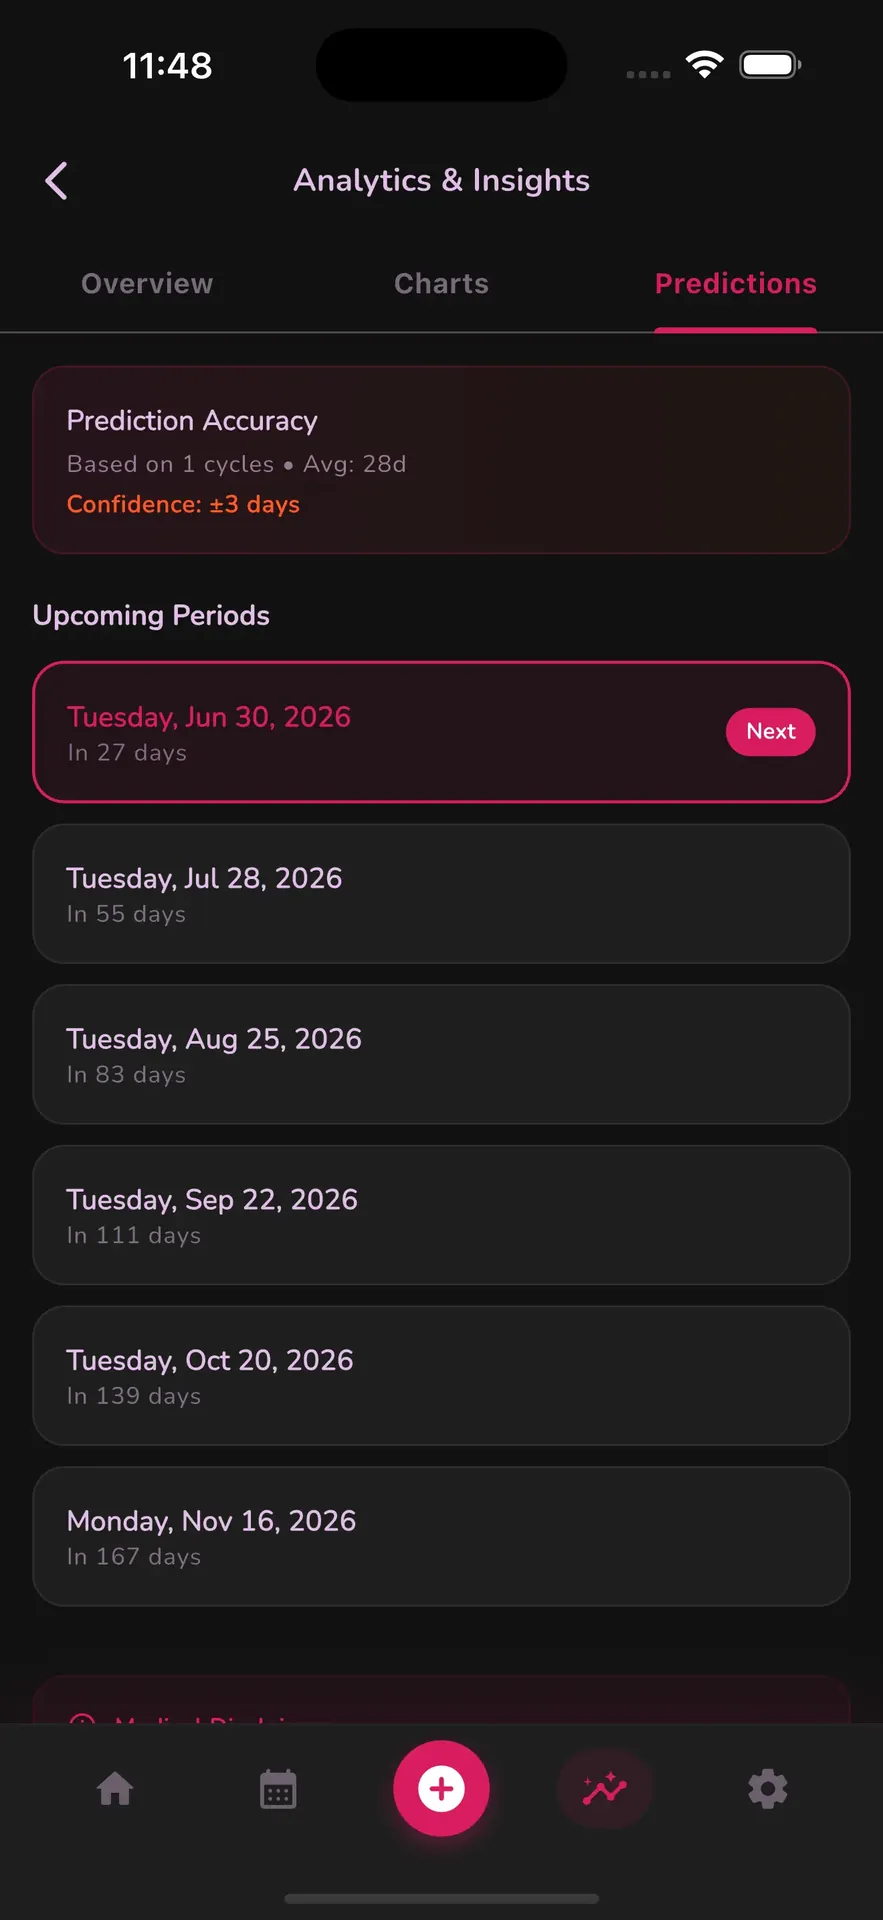 11:48
Analytics & Insights
Overview
Charts
Predictions
Prediction Accuracy
Based on 1 cycles • Avg: 28d
Confidence: ±3 days
Upcoming Periods
Tuesday, Jun 30, 2026
In 27 days
Next
Tuesday, Jul 28, 2026
In 55 days
Tuesday, Aug 25, 2026
In 83 days
Tuesday, Sep 22, 2026
In 111 days
Tuesday, Oct 20, 2026
In 139 days
Monday, Nov 16, 2026
In 167 days